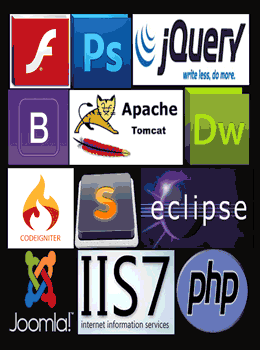 f
Ps
jQuery
write less, do more.
B
Apache
Tomcat
Dw
CODEIGNITER
S
eclipse
Joomla!
IIS7
internet information services
php